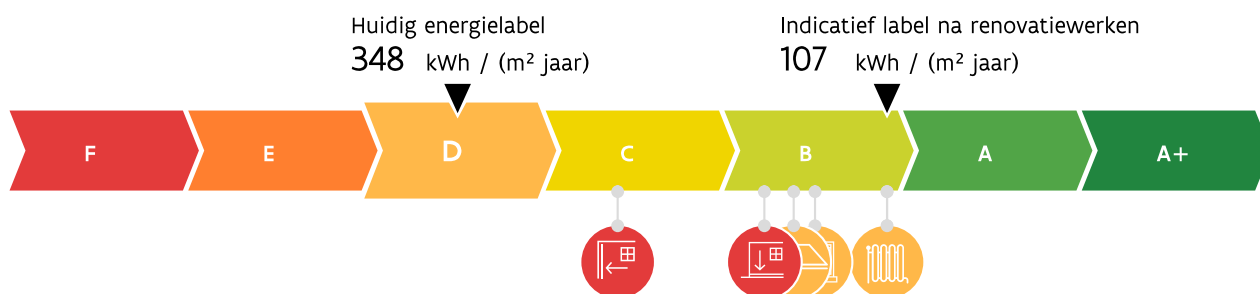 Huidig energielabel
348 kWh / (m² jaar)
Indicatief label na renovatiewerken
107 kWh / (m² jaar)
F E D C B A A+